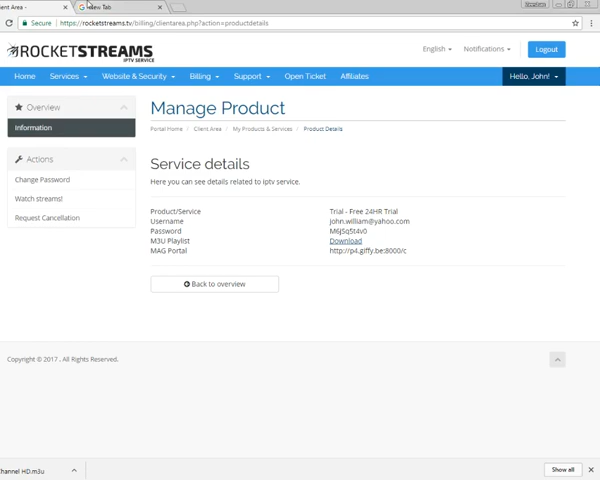 Client Area -
New Tab
Secure
https://rocketstreams.tv/billing/clientarea.php?action=productdetails
ROCKETSTREAMS
IPTV SERVICE
English
Notifications
Logout
Home
Services
Website & Security
Billing
Support
Open Ticket
Affiliates
Hello, John!
Overview
Information
Actions
Change Password
Watch streams!
Request Cancellation
Manage Product
Portal Home / Client Area / My Products & Services / Product Details
Service details
Here you can see details related to iptv service.
Product/Service Trial - Free 24HR Trial
Username john.william@yahoo.com
Password M6j5q5t4v0
M3U Playlist Download
MAG Portal http://p4.giffy.be:8000/c
Back to overview
Copyright © 2017 . All Rights Reserved.
Channel HD.m3u
Show all